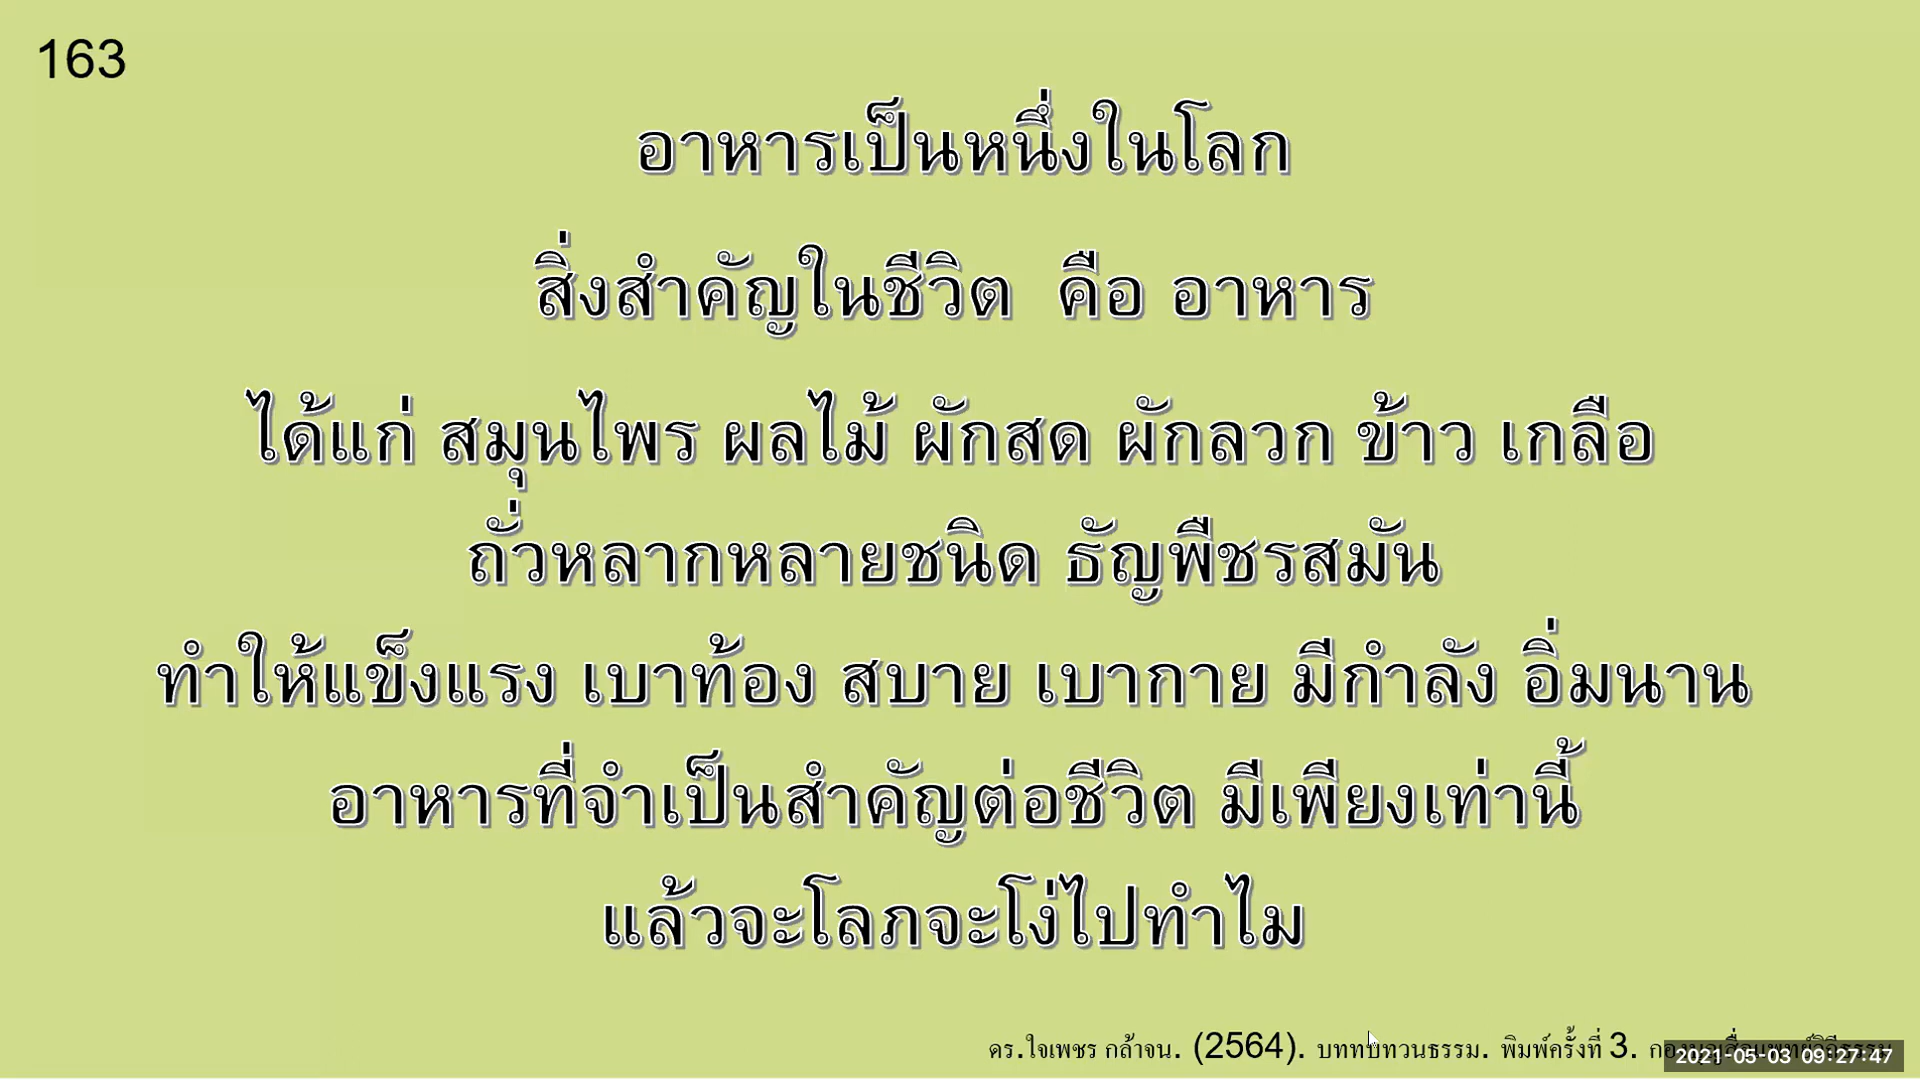 163
อาหารเป็นหนึ่งในโลก
สิ่งสำคัญในชีวิต คือ อาหาร
ได้แก่ สมุนไพร ผลไม้ ผักสด ผักลวก ข้าว เกลือ
ถั่วหลากหลายชนิด ธัญพืชรสมัน
ทำให้แข็งแรง เบาท้อง สบาย เบากาย มีกำลัง อิ่มนาน
อาหารที่จำเป็นสำคัญต่อชีวิต มีเพียงเท่านี้
แล้วจะโลภจะโง่ไปทำไม
ดร.ใจเพชร กล้าจน. (2564). บททบทวนธรรม. พิมพ์ครั้งที่ 3.
2021-05-03 09:27:47